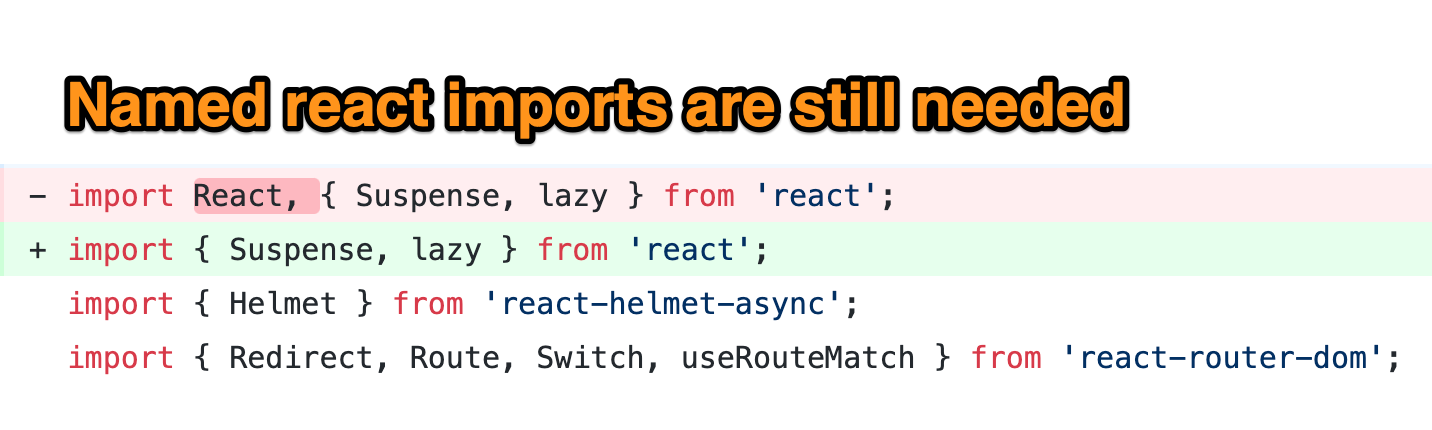 Named react imports are still needed
- import React, { Suspense, lazy } from 'react';
+ import { Suspense, lazy } from 'react';
import { Helmet } from 'react-helmet-async';
import { Redirect, Route, Switch, useRouteMatch } from 'react-router-dom';